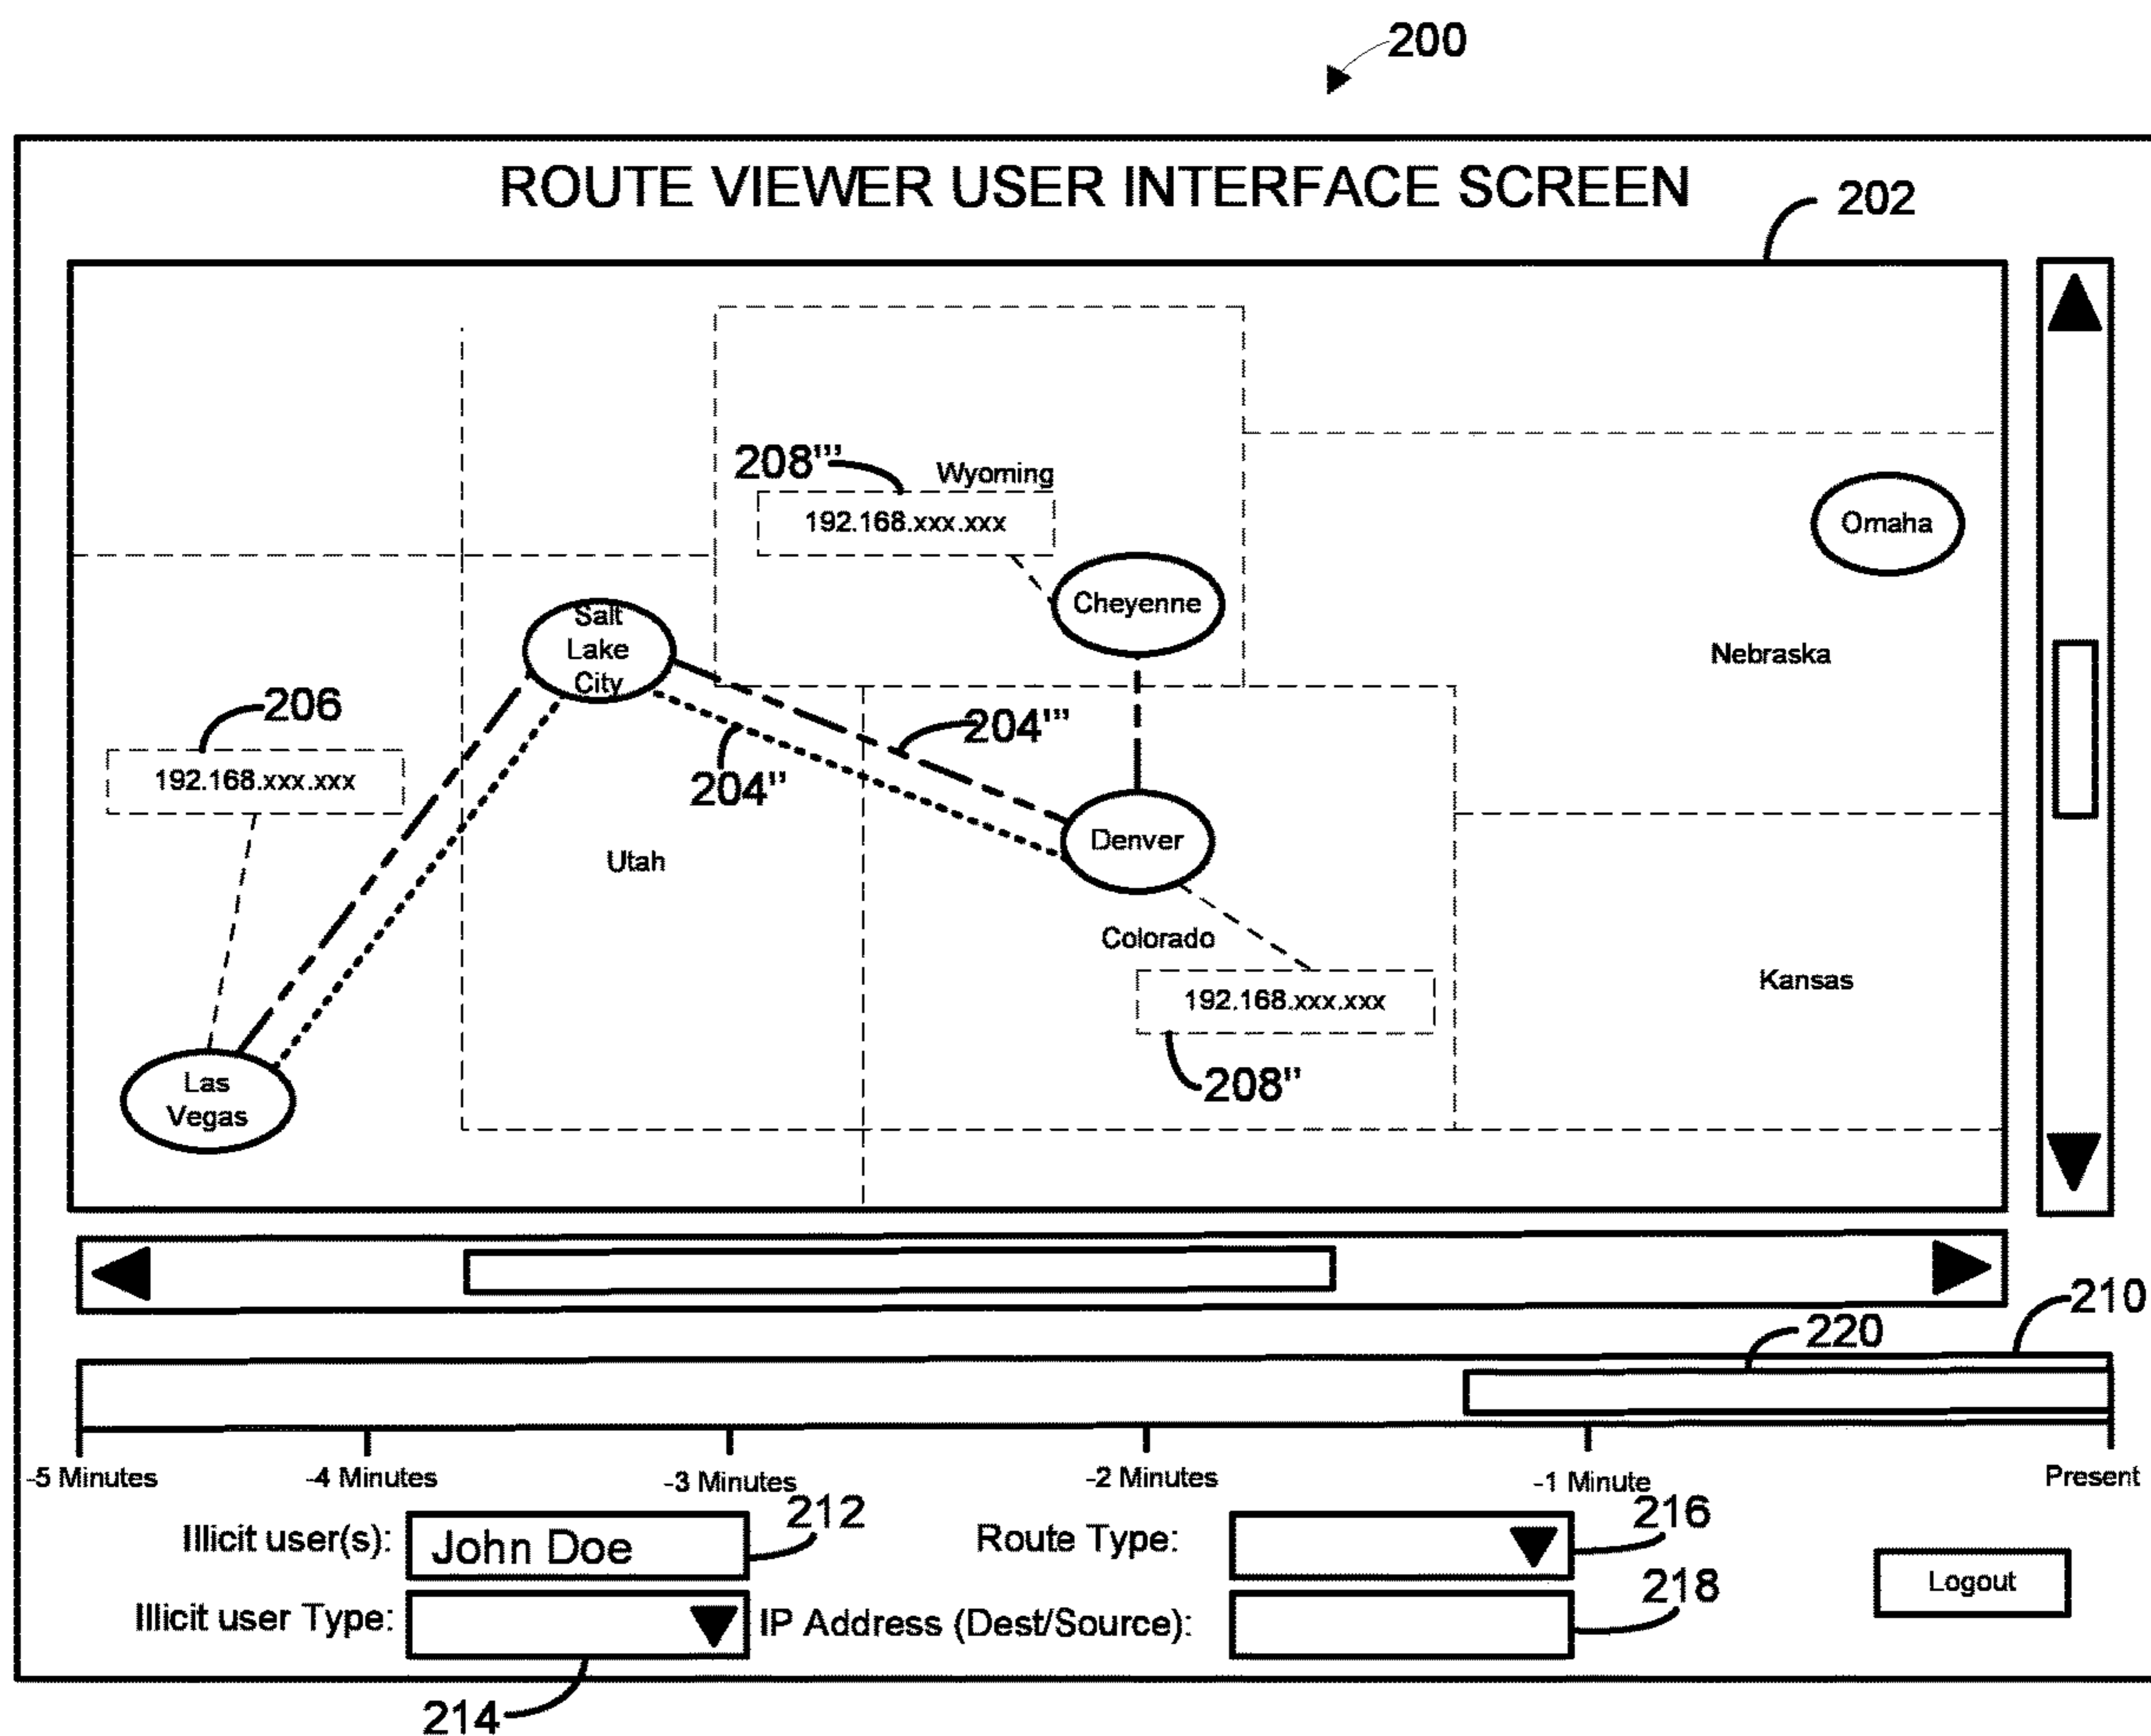 200
ROUTE VIEWER USER INTERFACE SCREEN
202
208'''
Wyoming
192.168.xxx.xxx
Omaha
Cheyenne
Salt
Lake
City
Nebraska
206
204'''
192.168.xxx.xxx
204''
Denver
Utah
Colorado
Kansas
192.168.xxx.xxx
208''
Las
Vegas
210
220
-5 Minutes
-4 Minutes
-3 Minutes
-2 Minutes
-1 Minute
Present
Illicit user(s): John Doe 212
Route Type: 216
Logout
Illicit user Type:
IP Address (Dest/Source): 218
214